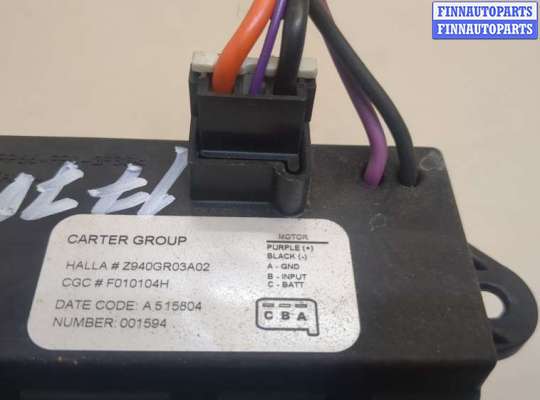 FINNAUTOPARTS
FINNAUTOPARTS
CARTER GROUP
HALLA # Z940GR03A02
CGC # F010104H
DATE CODE: A 515804
NUMBER: 001594
MOTOR
PURPLE (+)
BLACK (-)
A - GND
B - INPUT
C - BATT
C B A